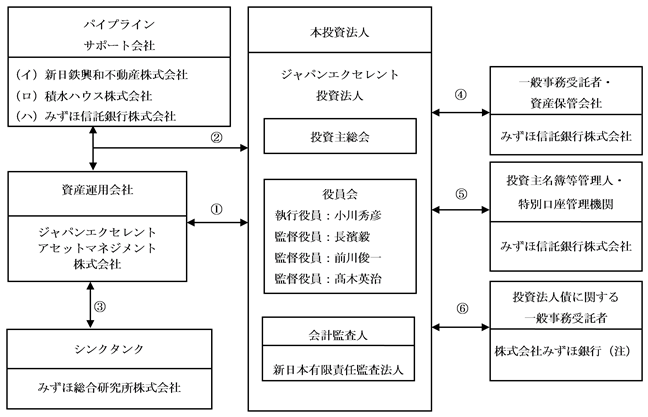 パイプライン
サポート会社
（イ）新日鉄興和不動産株式会社
（ロ）積水ハウス株式会社
（ハ）みずほ信託銀行株式会社
②
資産運用会社
ジャパンエクセレント
アセットマネジメント
株式会社
①
③
シンクタンク
みずほ総合研究所株式会社
本投資法人
ジャパンエクセレント
投資法人
投資主総会
役員会
執行役員：小川秀彦
監督役員：長濱毅
監督役員：前川俊一
監督役員：髙木英治
会計監査人
新日本有限責任監査法人
④
一般事務受託者・
資産保管会社
みずほ信託銀行株式会社
⑤
投資主名簿等管理人・
特別口座管理機関
みずほ信託銀行株式会社
⑥
投資法人債に関する
一般事務受託者
株式会社みずほ銀行（注）